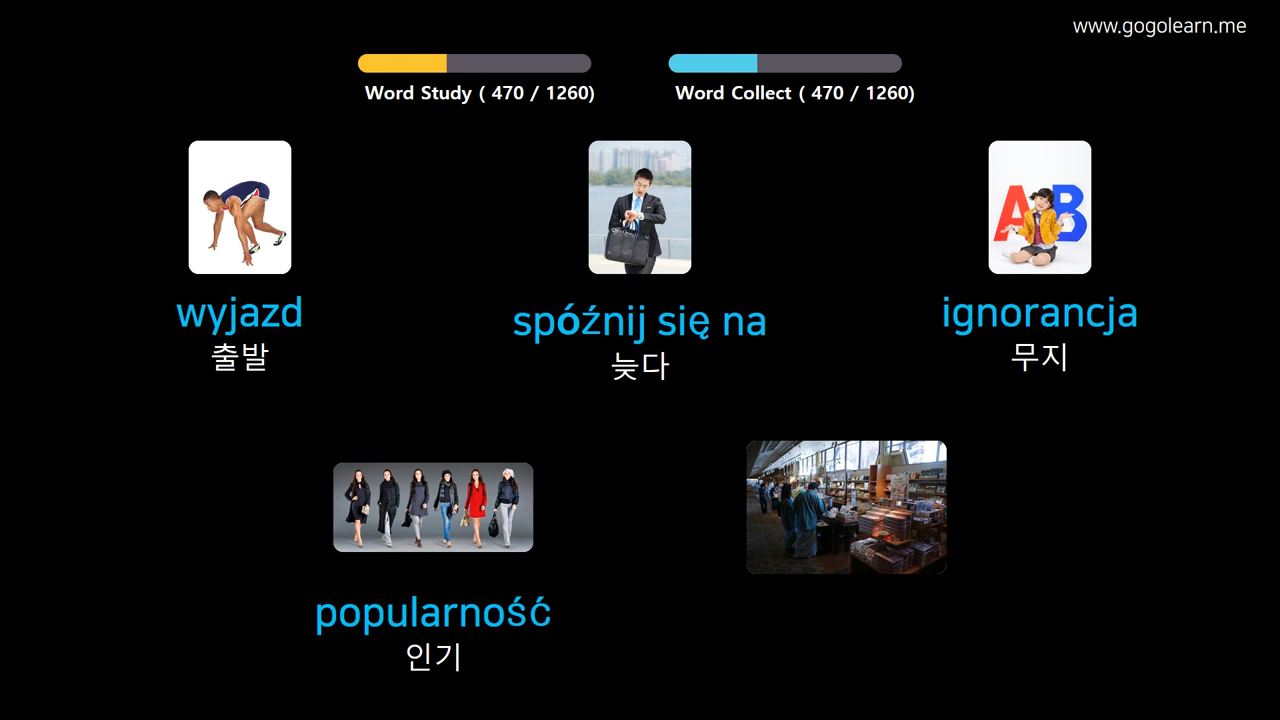 www.gogolearn.me
Word Study ( 470 / 1260)
Word Collect ( 470 / 1260)
wyjazd
출발
spóźnij się na
늦다
ignorancja
무지
popularność
인기